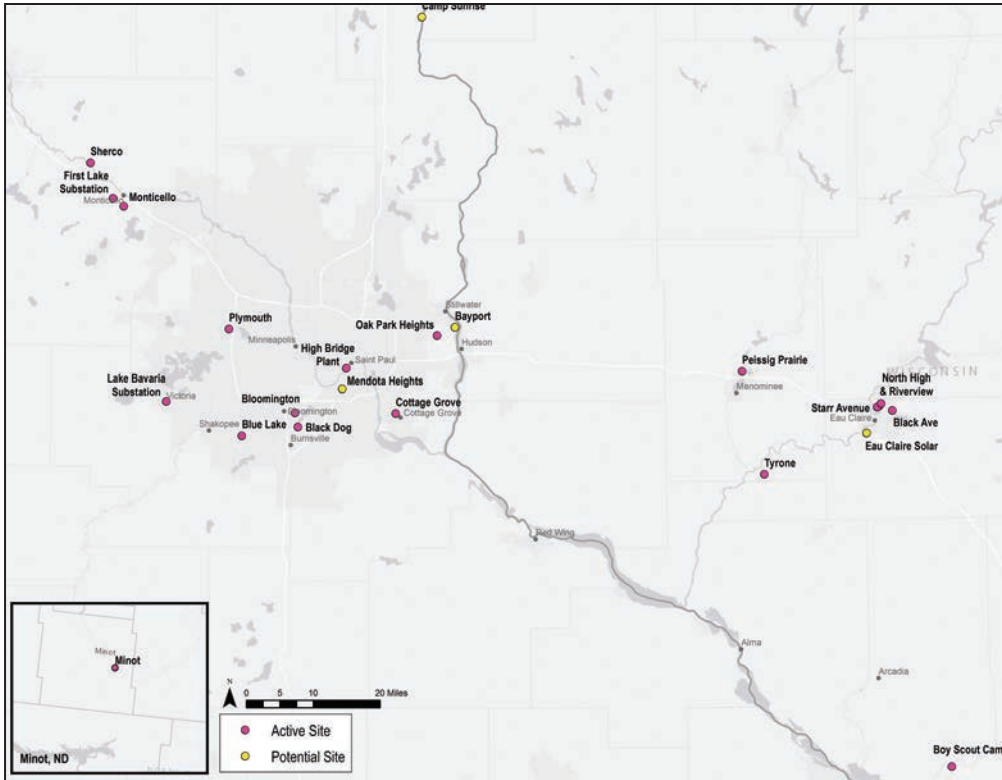 Camp Sunrise
Sherco
First Lake
Substation
Monticello
Stillwater
Bayport
Oak Park Heights
Hudson
Plymouth
Minneapolis
High Bridge
Plant
Saint Paul
Mendota Heights
Lake Bavaria
Substation
Victoria
Bloomington
Bloomington
Cottage Grove
Cottage Grove
Shakopee
Blue Lake
Black Dog
Burnsville
Peissig Prairie
Menominee
WISCONSIN
North High
& Riverview
Starr Avenue
Eau Claire
Black Ave
Eau Claire Solar
Tyrone
Red Wing
Alma
Arcadia
Boy Scout Cam
Minot
Minot
Minot, ND
N
0 5 10 20 Miles
Active Site
Potential Site